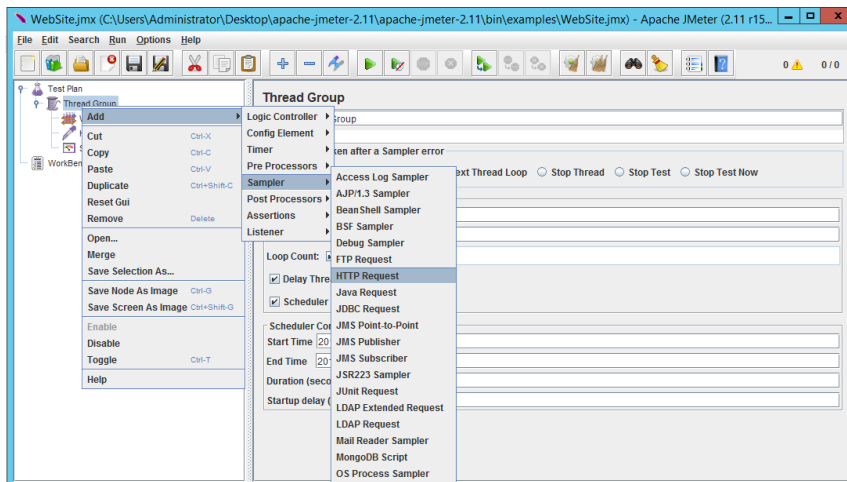 WebSite.jmx (C:\Users\Administrator\Desktop\apache-jmeter-2.11\apache-jmeter-2.11\bin\examples\WebSite.jmx) - Apache JMeter (2.11 r15...
File Edit Search Run Options Help
0 0 / 0
Test Plan
Thread Group
WorkBen
Add
Cut Ctrl-X
Copy Ctrl-C
Paste Ctrl-V
Duplicate Ctrl+Shift-C
Reset Gui
Remove Delete
Open...
Merge
Save Selection As...
Save Node As Image Ctrl-G
Save Screen As Image Ctrl+Shift-G
Enable
Disable
Toggle Ctrl-T
Help
Logic Controller
Config Element
Timer
Pre Processors
Sampler
Post Processors
Assertions
Listener
Access Log Sampler
AJP/1.3 Sampler
BeanShell Sampler
BSF Sampler
Debug Sampler
FTP Request
HTTP Request
Java Request
JDBC Request
JMS Point-to-Point
JMS Publisher
JMS Subscriber
JSR223 Sampler
JUnit Request
LDAP Extended Request
LDAP Request
Mail Reader Sampler
MongoDB Script
OS Process Sampler
Thread Group
Group
ken after a Sampler error
ext Thread Loop Stop Thread Stop Test Stop Test Now
Loop Count:
Delay Thre
Scheduler
Scheduler Con
Start Time 20
End Time 20
Duration (seco
Startup delay (